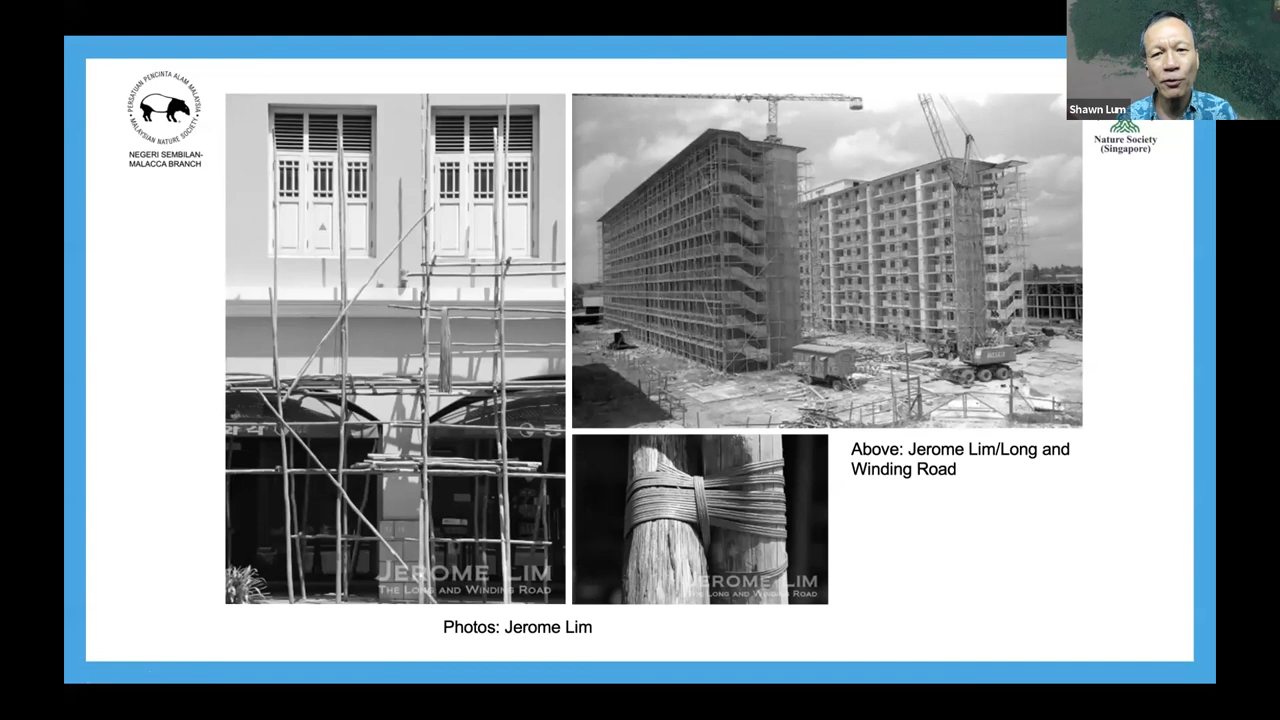 Shawn Lum
PERSATUAN PENCINTA ALAM MALAYSIA
MALAYSIAN NATURE SOCIETY
NEGERI SEMBILAN-
MALACCA BRANCH
Nature Society
(Singapore)
Above: Jerome Lim/Long and
Winding Road
JEROME LIM
THE LONG AND WINDING ROAD
JEROME LIM
THE LONG AND WINDING ROAD
Photos: Jerome Lim